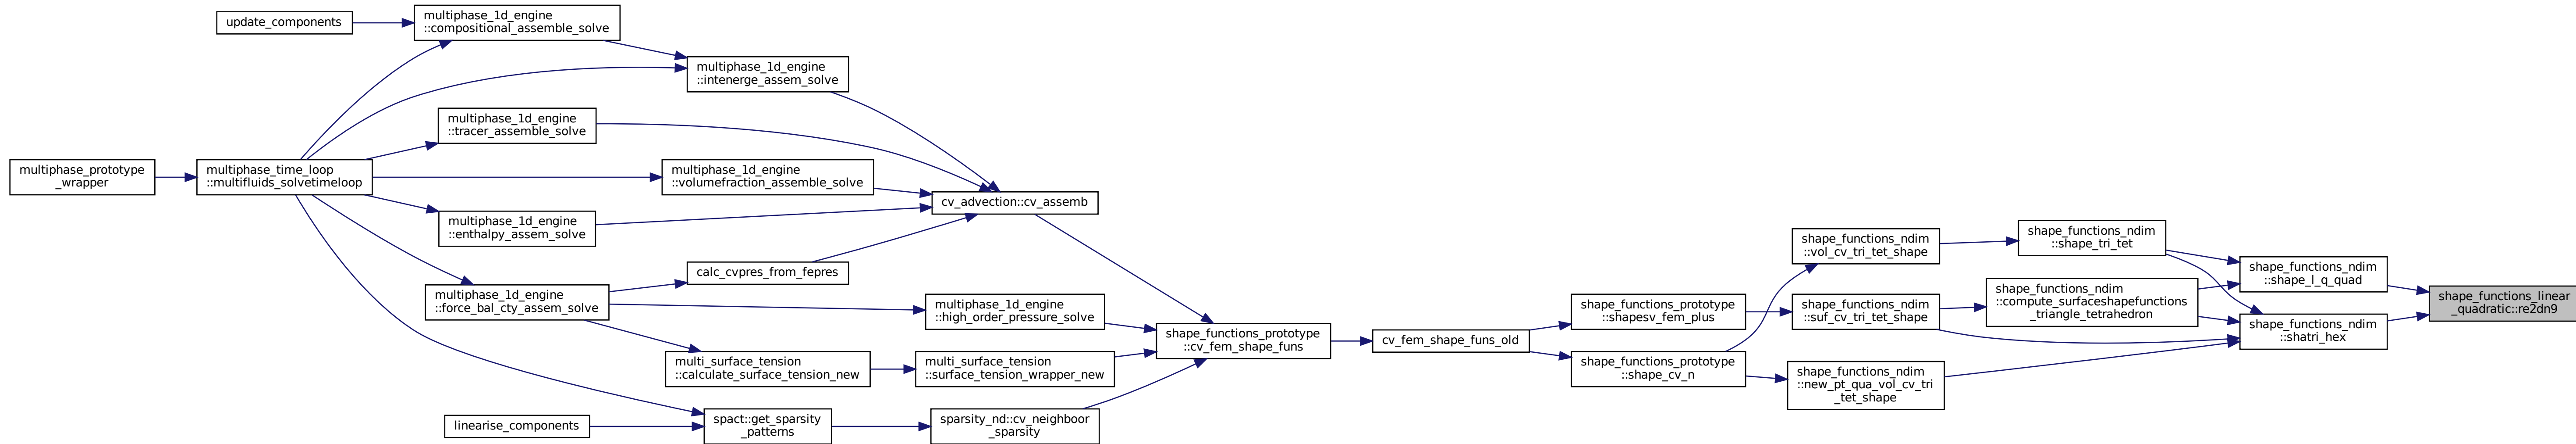 update_components
multiphase_1d_engine
::compositional_assemble_solve
multiphase_1d_engine
::intenerge_assem_solve
multiphase_1d_engine
::tracer_assemble_solve
multiphase_prototype
_wrapper
multiphase_time_loop
::multifluids_solvetimeloop
multiphase_1d_engine
::volumefraction_assemble_solve
cv_advection::cv_assemb
multiphase_1d_engine
::enthalpy_assem_solve
calc_cvpres_from_fepres
multiphase_1d_engine
::force_bal_cty_assem_solve
multiphase_1d_engine
::high_order_pressure_solve
multi_surface_tension
::calculate_surface_tension_new
multi_surface_tension
::surface_tension_wrapper_new
linearise_components
spact::get_sparsity
_patterns
sparsity_nd::cv_neighboor
_sparsity
shape_functions_prototype
::cv_fem_shape_funs
cv_fem_shape_funs_old
shape_functions_prototype
::shapesv_fem_plus
shape_functions_prototype
::shape_cv_n
shape_functions_ndim
::vol_cv_tri_tet_shape
shape_functions_ndim
::suf_cv_tri_tet_shape
shape_functions_ndim
::new_pt_qua_vol_cv_tri
_tet_shape
shape_functions_ndim
::shape_tri_tet
shape_functions_ndim
::compute_surfaceshapefunctions
_triangle_tetrahedron
shape_functions_ndim
::shape_l_q_quad
shape_functions_ndim
::shatri_hex
shape_functions_linear
_quadratic::re2dn9